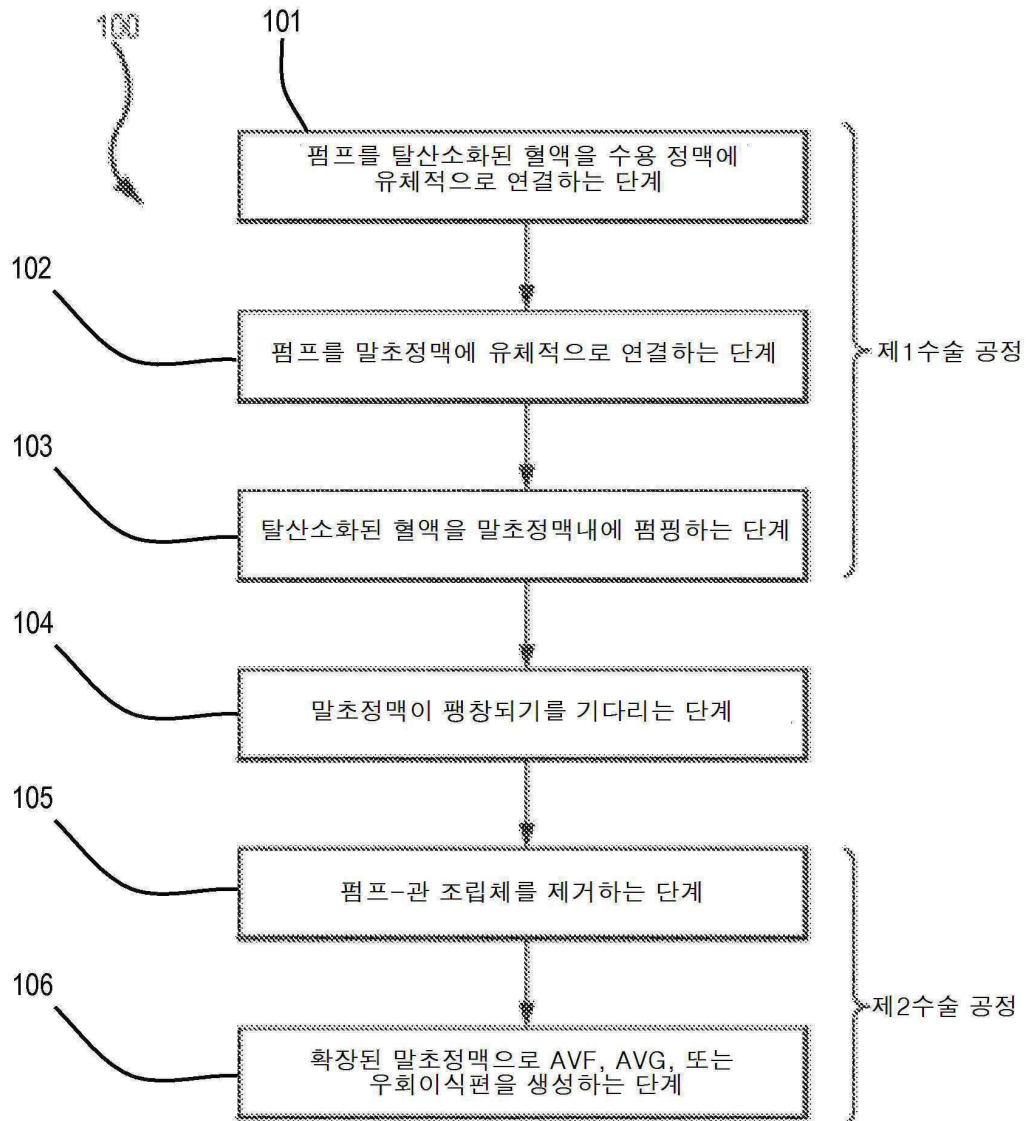 100
101
펌프를 탈산소화된 혈액을 수용 정맥에
유체적으로 연결하는 단계
102
펌프를 말초정맥에 유체적으로 연결하는 단계
제1수술 공정
103
탈산소화된 혈액을 말초정맥내에 펌핑하는 단계
104
말초정맥이 팽창되기를 기다리는 단계
105
펌프-관 조립체를 제거하는 단계
제2수술 공정
106
확장된 말초정맥으로 AVF, AVG, 또는
우회이식편을 생성하는 단계